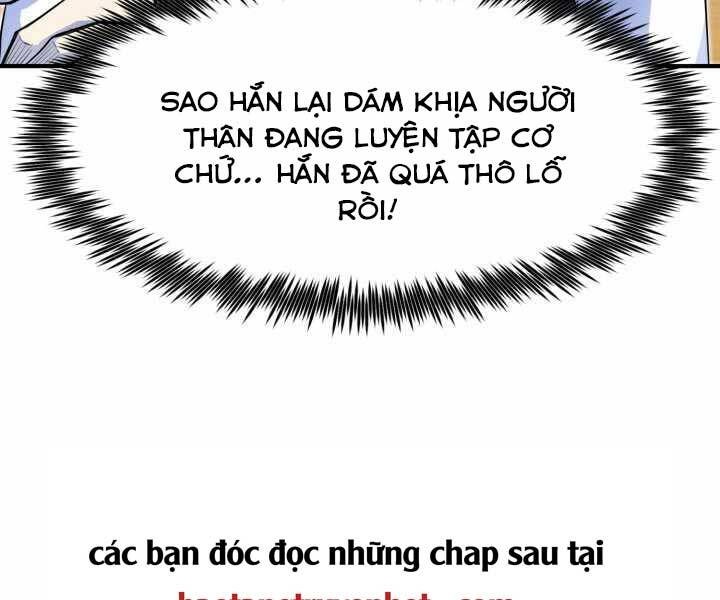 SAO HẮN LẠI DÁM KHỊA NGƯỜI
THÂN ĐANG LUYỆN TẬP CƠ
CHỨ... HẮN ĐÃ QUÁ THÔ LỖ
RỒI!
các bạn đóc đọc những chap sau tại